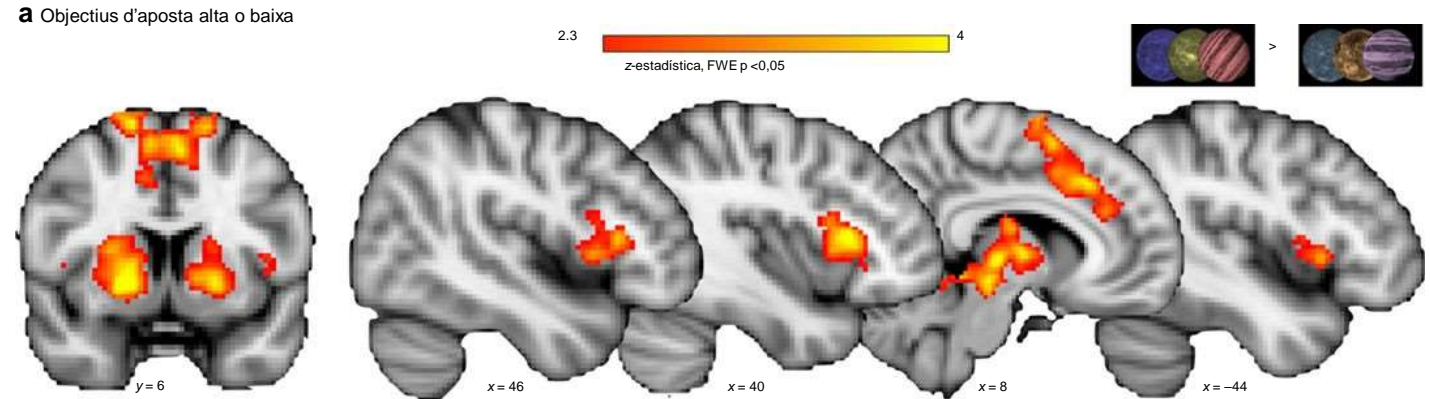 a Objectius d'aposta alta o baixa
2.3
4
>
z-estadística, FWE p <0,05
y = 6
x = 46
x = 40
x = 8
x = –44